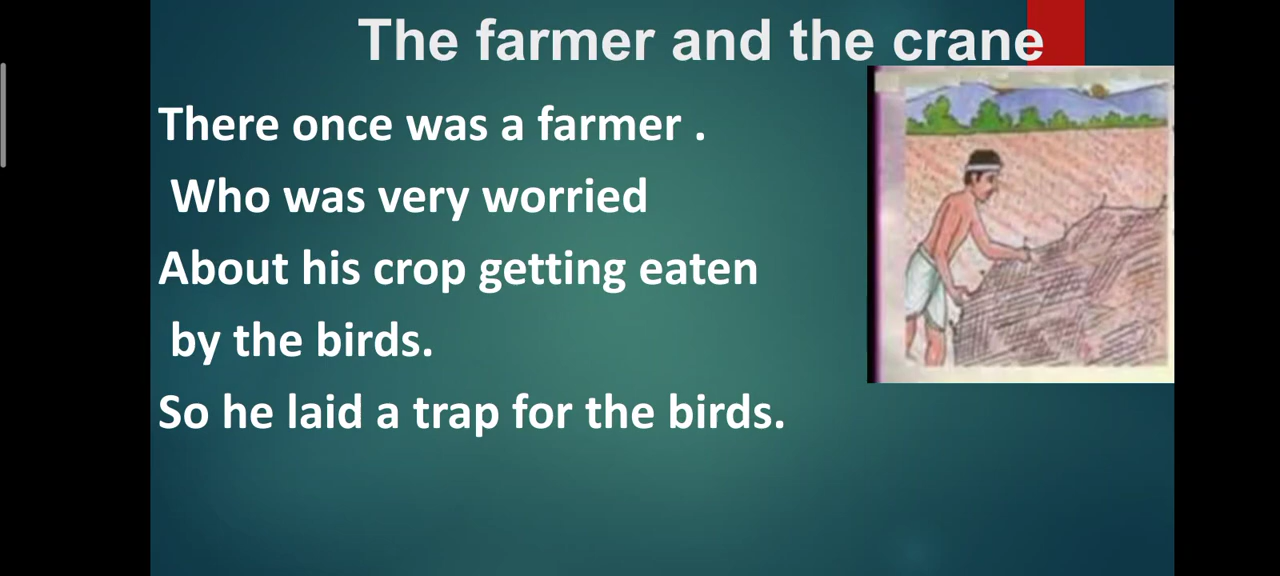 The farmer and the crane
There once was a farmer .
Who was very worried
About his crop getting eaten
by the birds.
So he laid a trap for the birds.